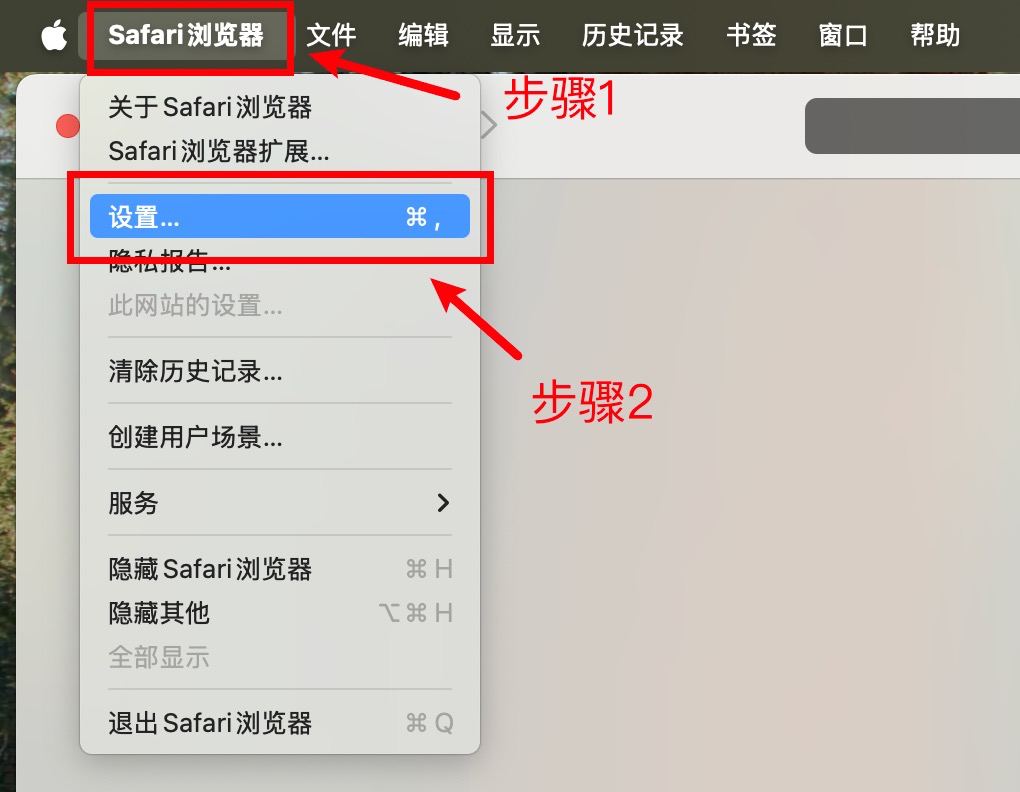 Safari浏览器 文件 编辑 显示 历史记录 书签 窗口 帮助
步骤1
关于Safari浏览器
Safari浏览器扩展...
设置... ⌘ ,
隐私报告...
此网站的设置...
步骤2
清除历史记录...
创建用户场景...
服务
隐藏Safari浏览器 ⌘ H
隐藏其他 ⌥ ⌘ H
全部显示
退出Safari浏览器 ⌘ Q